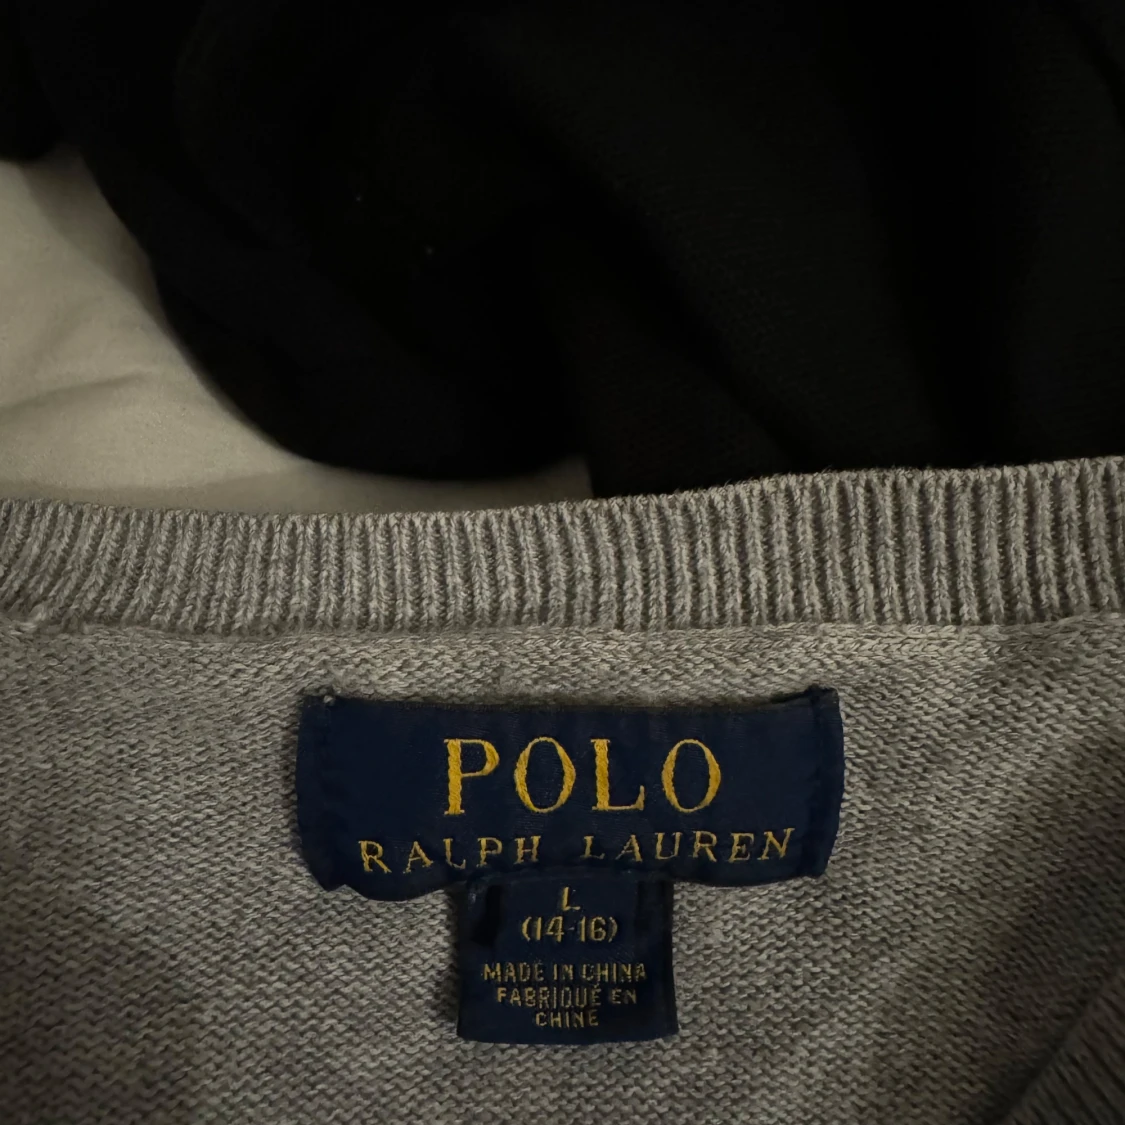 POLO
RALPH LAUREN
L
(14-16)
MADE IN CHINA
FABRIQUÉ EN
CHINE